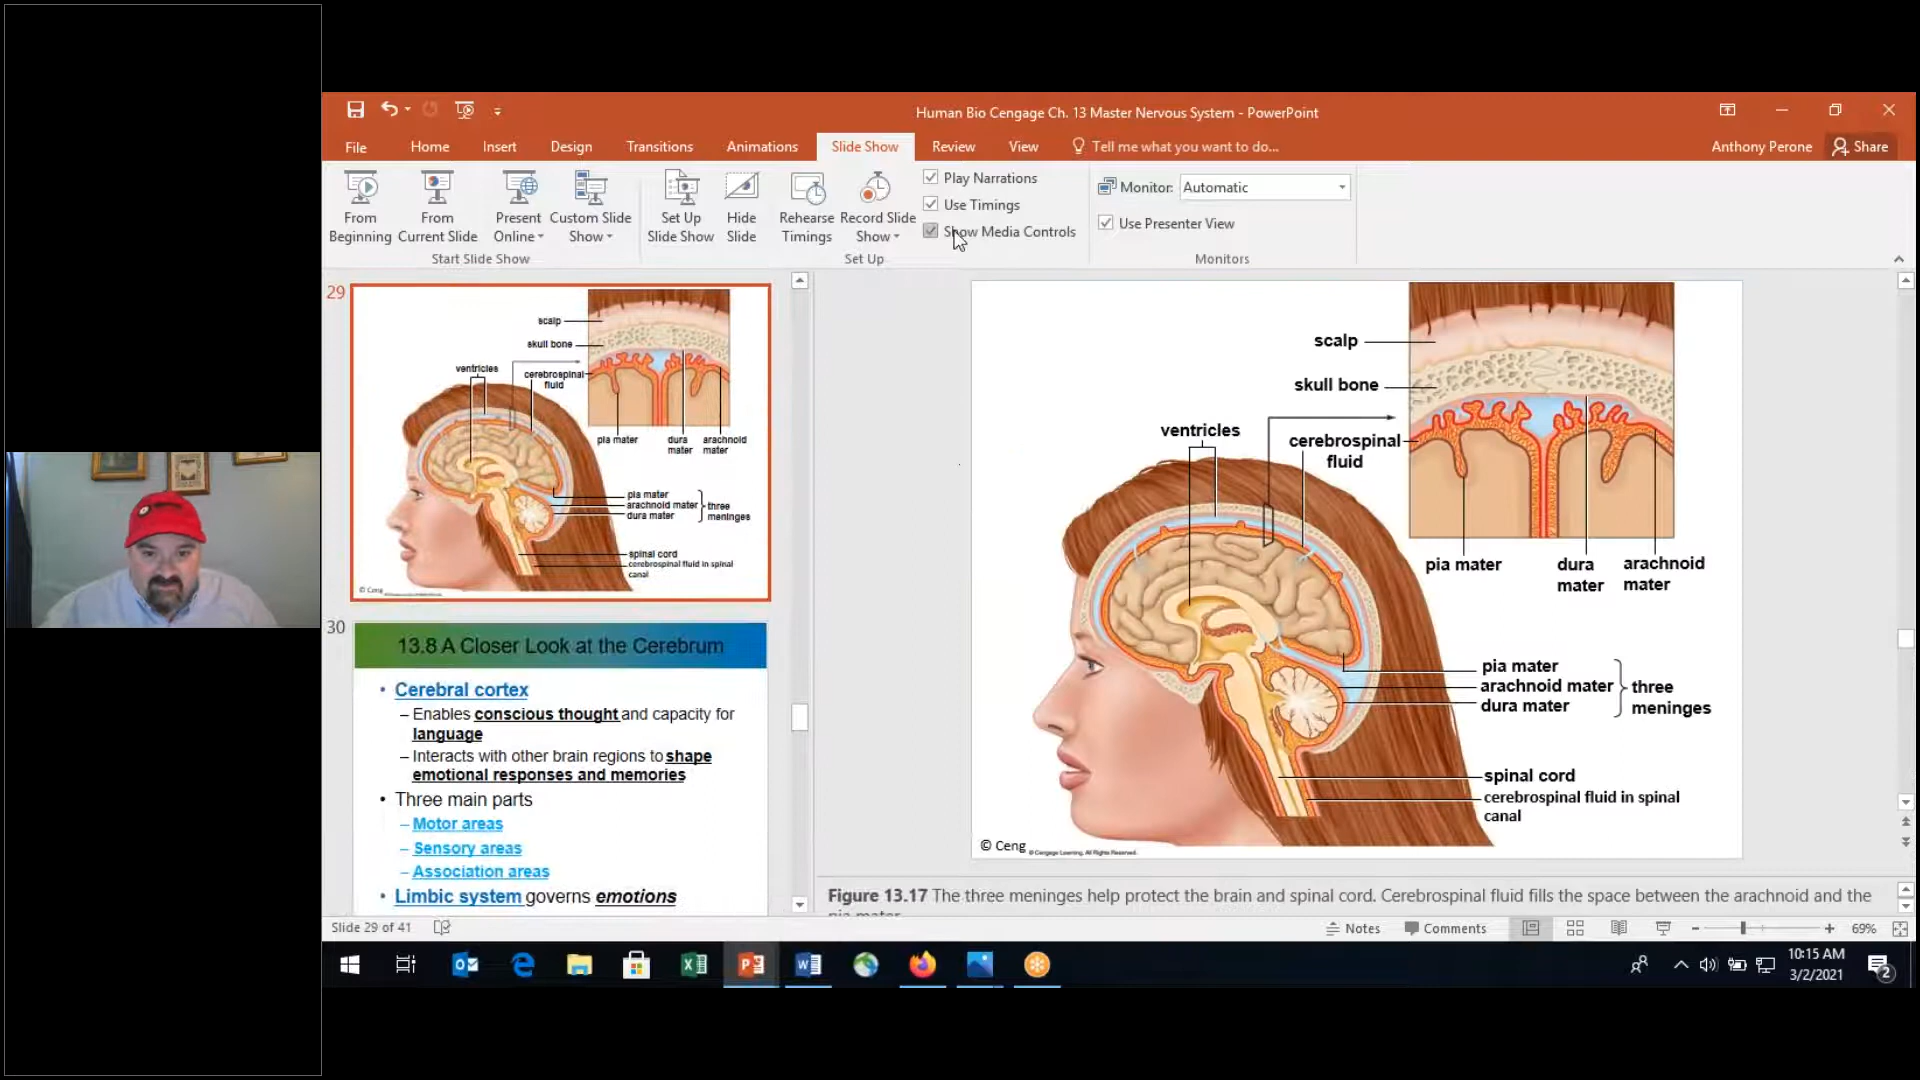 Human Bio Cengage Ch. 13 Master Nervous System - PowerPoint
File Home Insert Design Transitions Animations Slide Show Review View Tell me what you want to do... Anthony Perone Share
From Beginning
From Current Slide
Present Online
Custom Slide Show
Start Slide Show
Set Up Slide Show
Hide Slide
Rehearse Timings
Record Slide Show
Play Narrations
Use Timings
Show Media Controls
Set Up
Monitor: Automatic
Use Presenter View
Monitors
29
scalp
skull bone
ventricles
cerebrospinal
fluid
pia mater
dura
mater
arachnoid
mater
pia mater
arachnoid mater
dura mater
three
meninges
spinal cord
cerebrospinal fluid in spinal
canal
© Ceng
30
13.8 A Closer Look at the Cerebrum
• Cerebral cortex
– Enables conscious thought and capacity for
language
– Interacts with other brain regions to shape
emotional responses and memories
• Three main parts
– Motor areas
– Sensory areas
– Association areas
• Limbic system governs emotions
scalp
skull bone
ventricles
cerebrospinal
fluid
pia mater
dura
mater
arachnoid
mater
pia mater
arachnoid mater
dura mater
three
meninges
spinal cord
cerebrospinal fluid in spinal
canal
© Ceng
© Cengage Learning. All Rights Reserved.
Figure 13.17 The three meninges help protect the brain and spinal cord. Cerebrospinal fluid fills the space between the arachnoid and the
pia mater
Slide 29 of 41
Notes Comments 69%
10:15 AM
3/2/2021
2